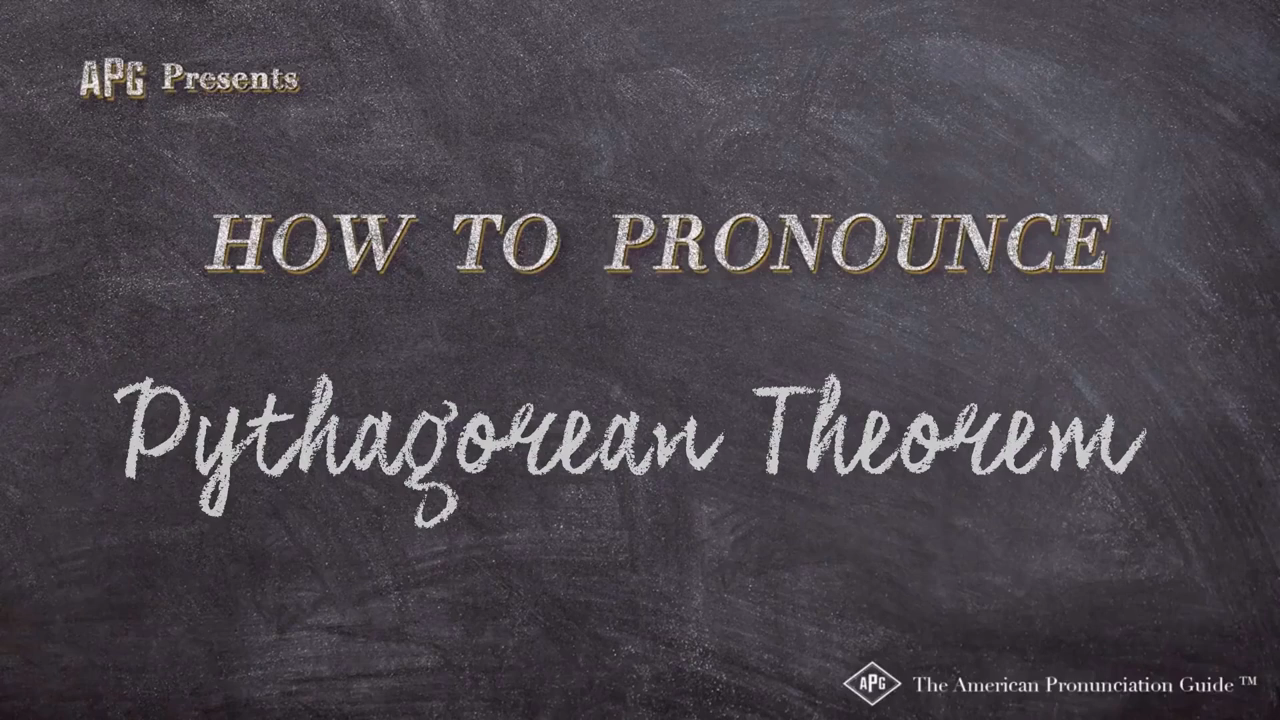 APG Presents
HOW TO PRONOUNCE
Pythagorean Theorem
APG The American Pronunciation Guide ™